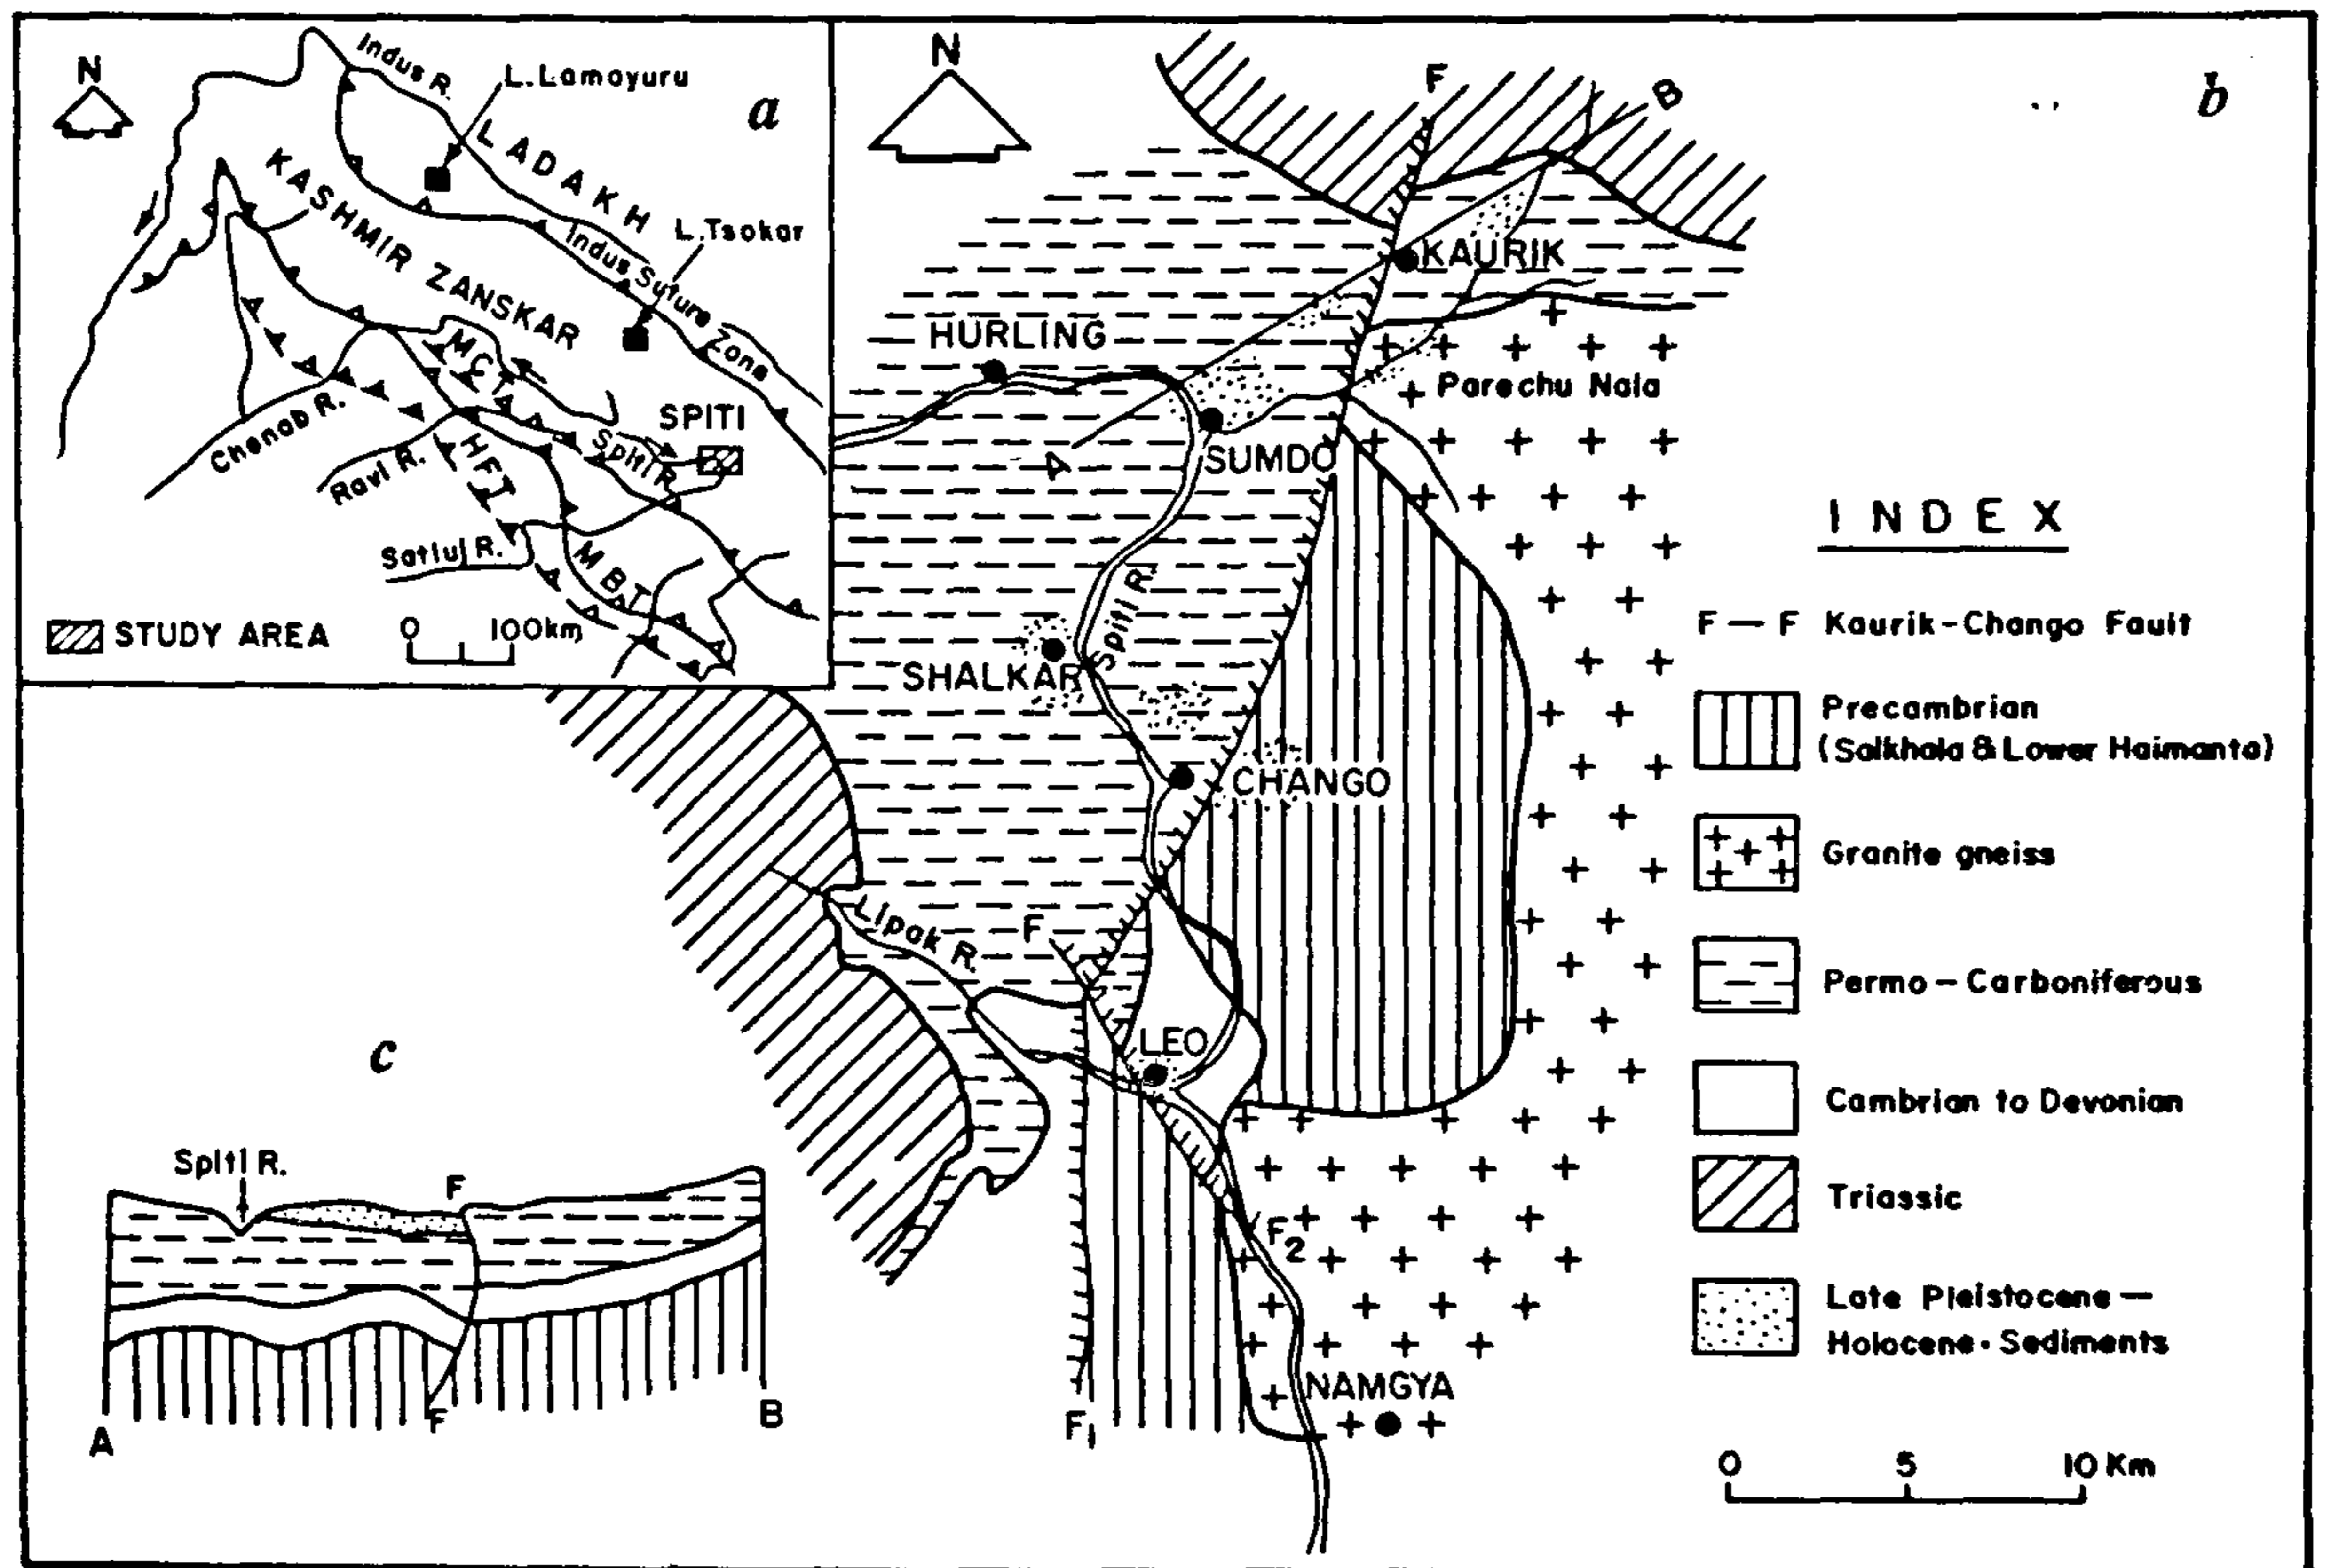 a
N
Indus R.
L.Lamayuru
LADAKH
KASHMIR ZANSKAR
L.Tsokar
Indus Suture Zone
MCT
SPITI
Spiti R.
Chenab R.
Ravi R.
HFT
Satluj R.
MBT
STUDY AREA
0 100km
b
N
F
B
KAURIK
HURLING
Parechu Nala
A
SUMDO
Spiti R.
SHALKAR
CHANGO
Lipak R.
F
LEO
F2
F1
NAMGYA
INDEX
F — F Kaurik-Chango Fault
Precambrian
(Salkhala & Lower Haimanta)
Granite gneiss
Permo-Carboniferous
Cambrian to Devonian
Triassic
Late Pleistocene —
Holocene · Sediments
0 5 10 Km
c
Spiti R.
F
F
A
B